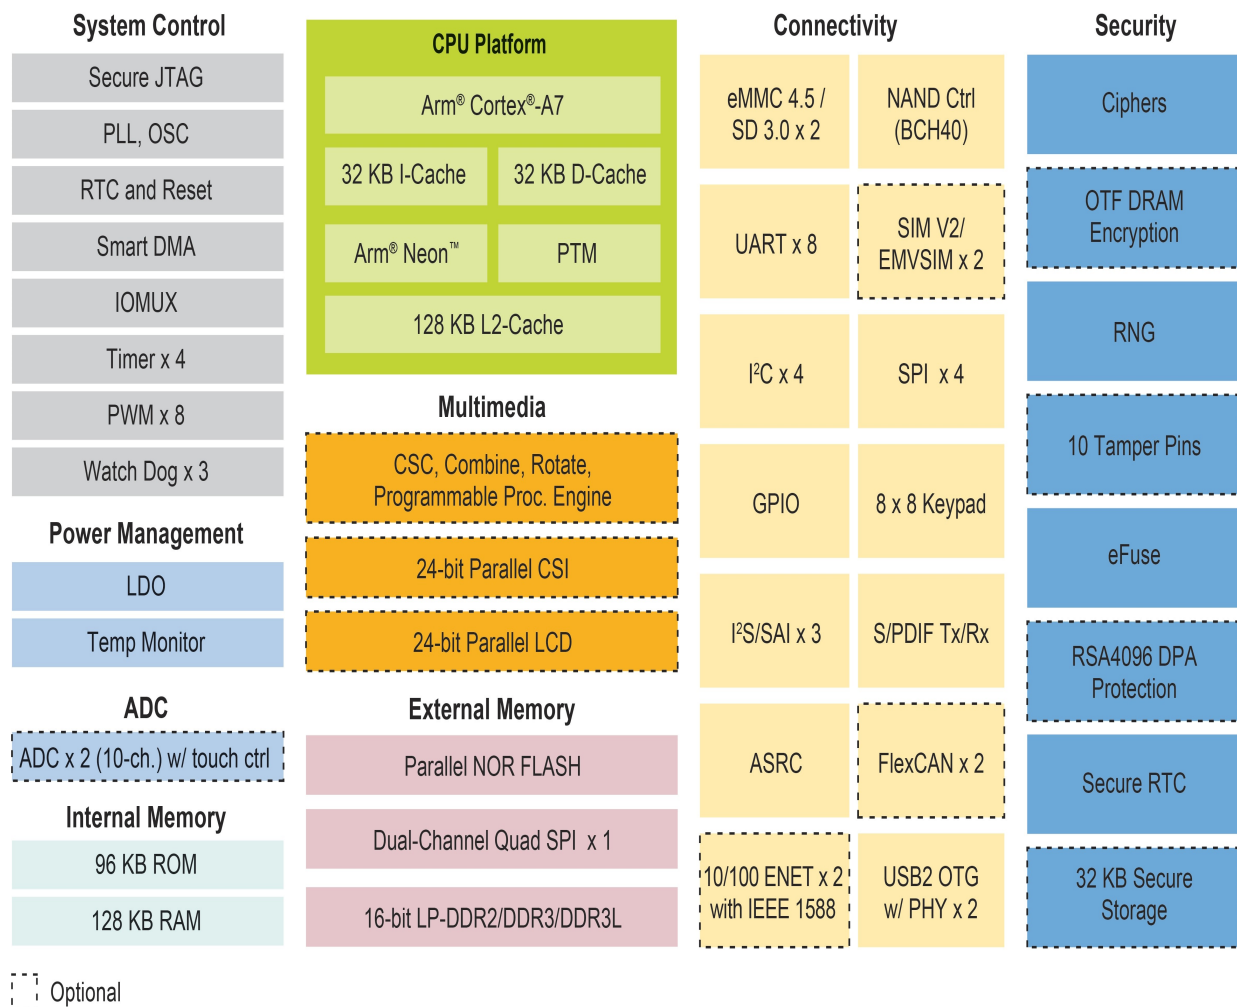 System Control
Secure JTAG
PLL, OSC
RTC and Reset
Smart DMA
IOMUX
Timer x 4
PWM x 8
Watch Dog x 3
Power Management
LDO
Temp Monitor
ADC
ADC x 2 (10-ch.) w/ touch ctrl
Internal Memory
96 KB ROM
128 KB RAM
CPU Platform
Arm® Cortex®-A7
32 KB I-Cache
32 KB D-Cache
Arm® Neon™
PTM
128 KB L2-Cache
Multimedia
CSC, Combine, Rotate,
Programmable Proc. Engine
24-bit Parallel CSI
24-bit Parallel LCD
External Memory
Parallel NOR FLASH
Dual-Channel Quad SPI x 1
16-bit LP-DDR2/DDR3/DDR3L
Connectivity
eMMC 4.5 /
SD 3.0 x 2
NAND Ctrl
(BCH40)
UART x 8
SIM V2/
EMVSIM x 2
I²C x 4
SPI x 4
GPIO
8 x 8 Keypad
I²S/SAI x 3
S/PDIF Tx/Rx
ASRC
FlexCAN x 2
10/100 ENET x 2
with IEEE 1588
USB2 OTG
w/ PHY x 2
Security
Ciphers
OTF DRAM
Encryption
RNG
10 Tamper Pins
eFuse
RSA4096 DPA
Protection
Secure RTC
32 KB Secure
Storage
Optional